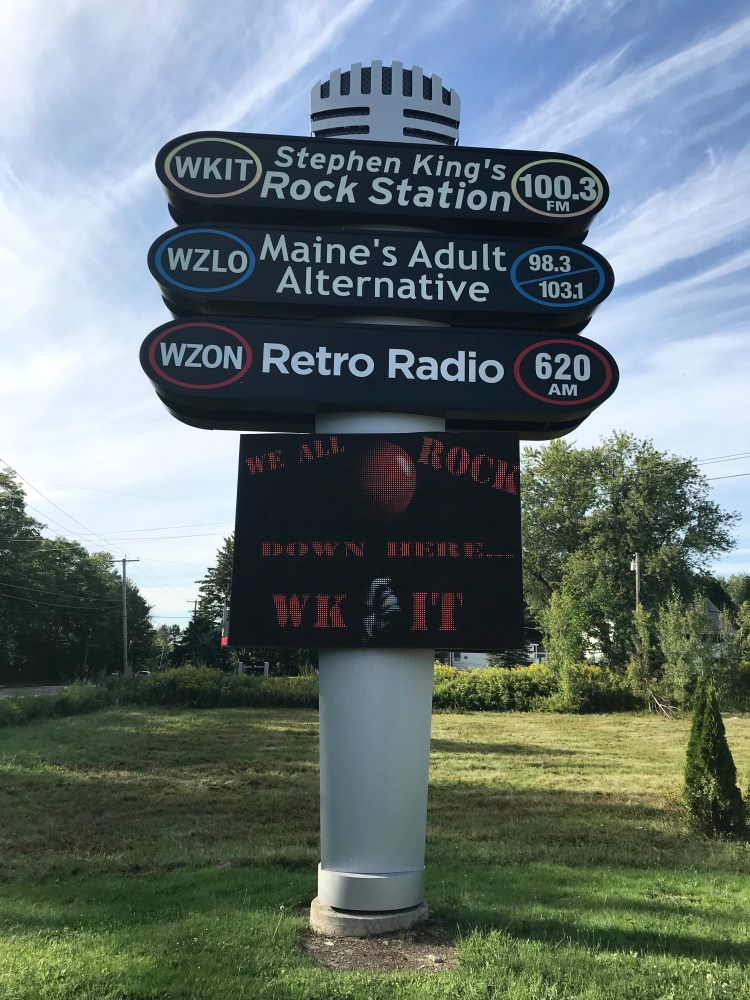 WKIT Stephen King's 100.3
Rock Station FM
WZLO Maine's Adult 98.3
Alternative 103.1
WZON Retro Radio 620
AM
WE ALL ROCK
DOWN HERE...
WK IT